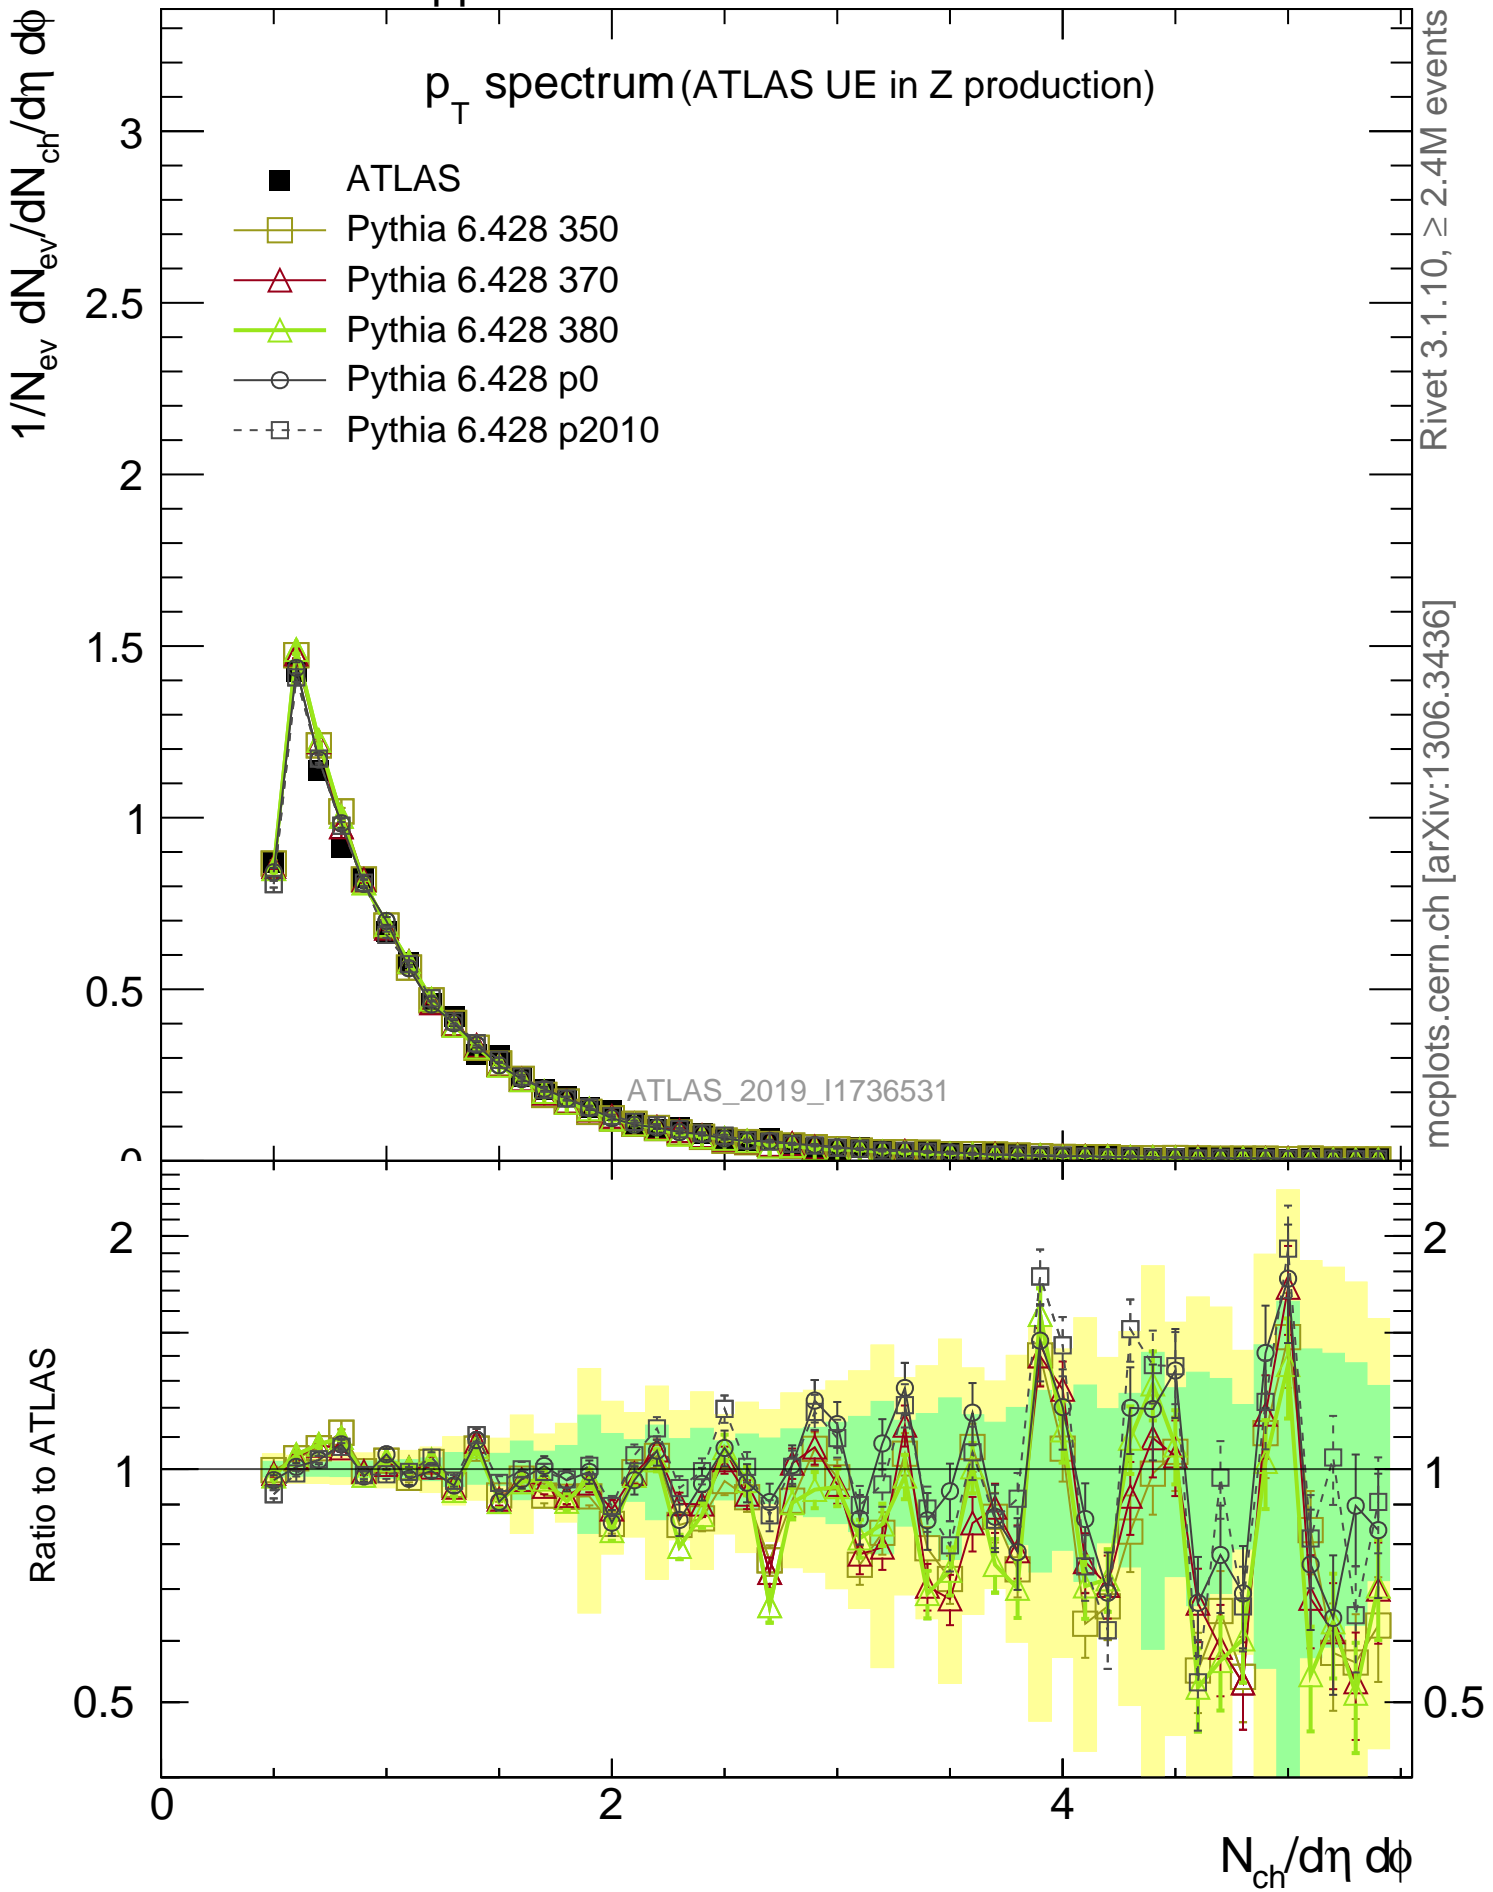 pp
p_T spectrum (ATLAS UE in Z production)
1/N_ev dN_ev/dN_ch/dη dϕ
ATLAS
Pythia 6.428 350
Pythia 6.428 370
Pythia 6.428 380
Pythia 6.428 p0
Pythia 6.428 p2010
3
2.5
2
1.5
1
0.5
0
ATLAS_2019_I1736531
Rivet 3.1.10, ≥ 2.4M events
mcplots.cern.ch [arXiv:1306.3436]
Ratio to ATLAS
2
1
0.5
2
1
0.5
0
2
4
N_ch/dη dϕ